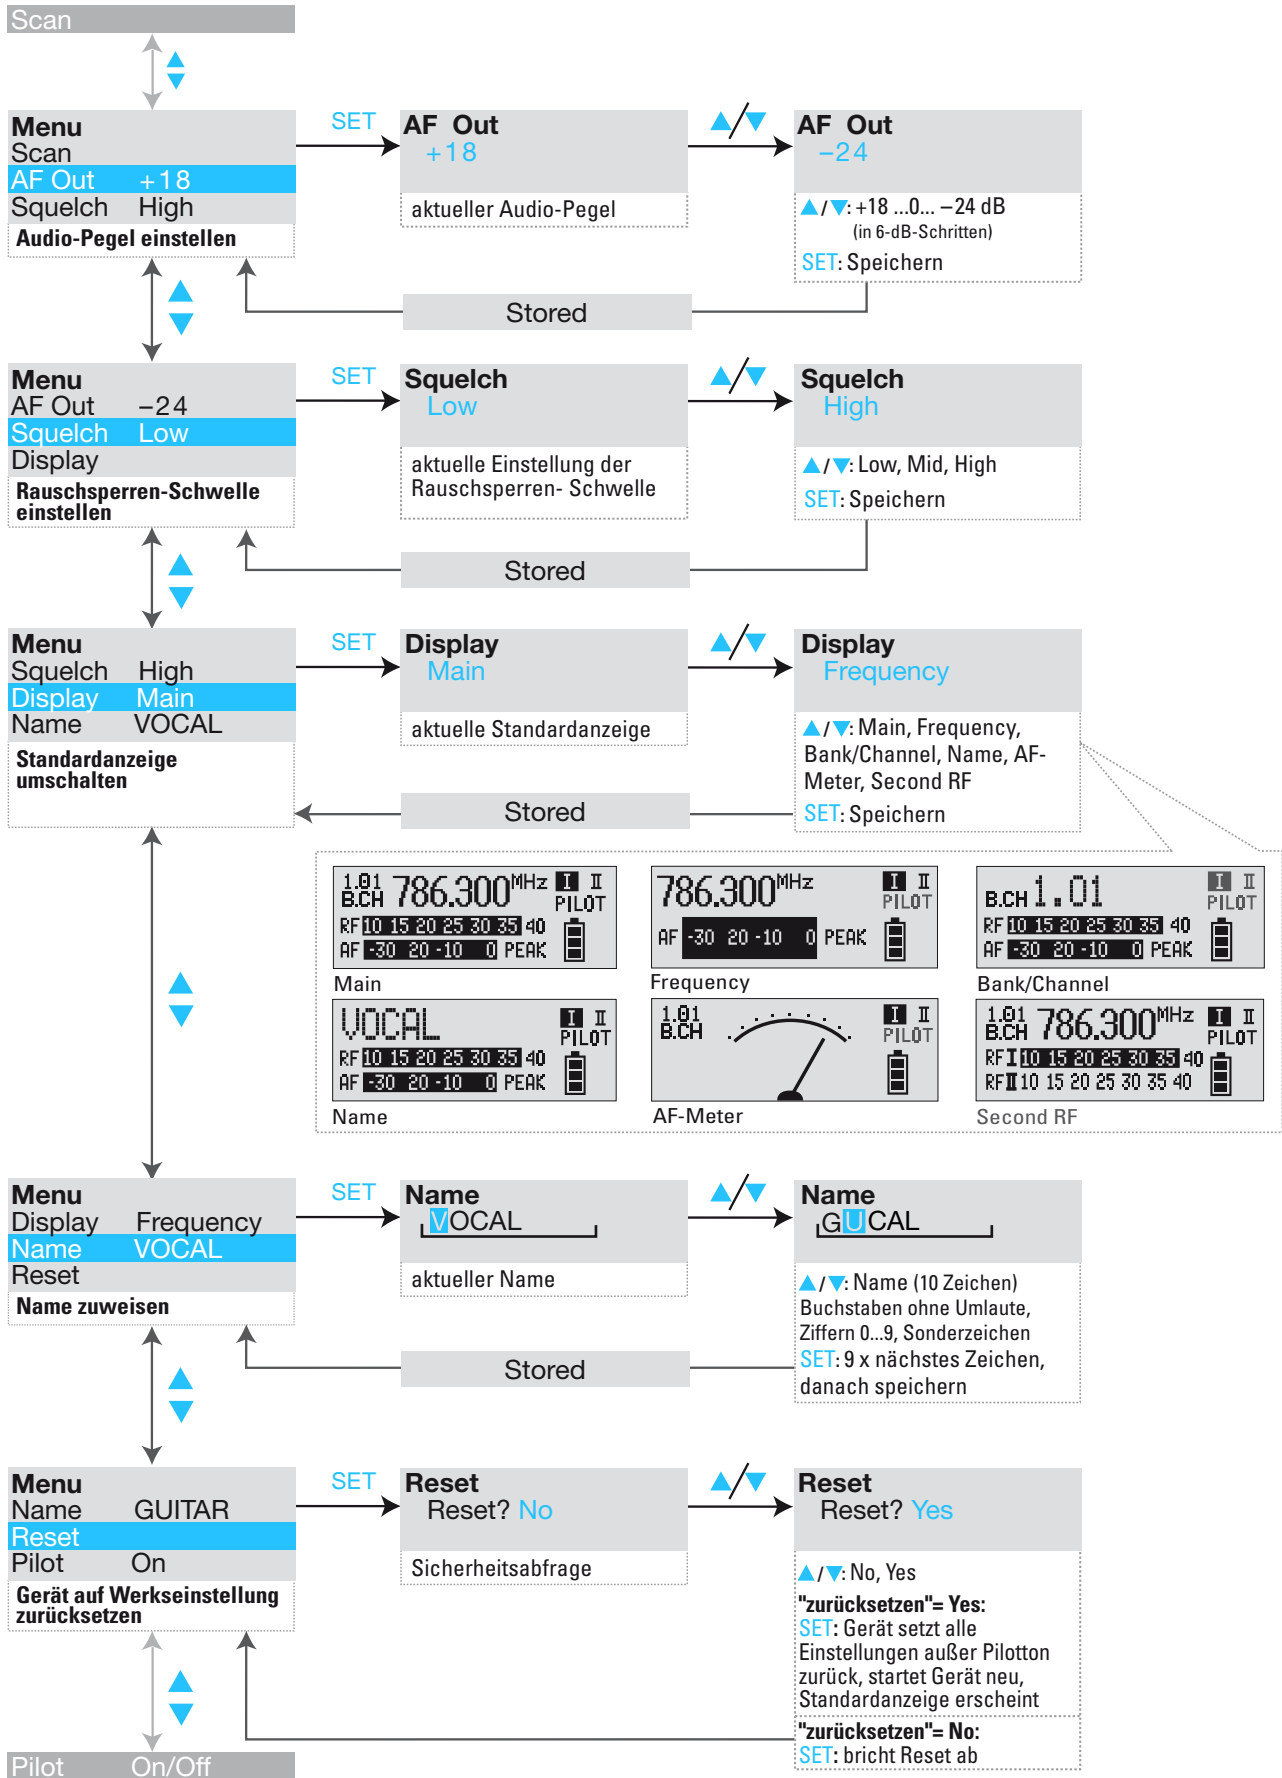 Scan
Menu
Scan
AF Out +18
Squelch High
Audio-Pegel einstellen
SET
AF Out
+18
aktueller Audio-Pegel
▲/▼
AF Out
−24
▲/▼: +18 ...0... −24 dB
(in 6-dB-Schritten)
SET: Speichern
Stored
Menu
AF Out −24
Squelch Low
Display
Rauschsperren-Schwelle
einstellen
SET
Squelch
Low
aktuelle Einstellung der
Rauschsperren- Schwelle
▲/▼
Squelch
High
▲/▼: Low, Mid, High
SET: Speichern
Stored
Menu
Squelch High
Display Main
Name VOCAL
Standardanzeige
umschalten
SET
Display
Main
aktuelle Standardanzeige
▲/▼
Display
Frequency
▲/▼: Main, Frequency,
Bank/Channel, Name, AF-
Meter, Second RF
SET: Speichern
Stored
1.01
B.CH 786.300 MHz I II
PILOT
RF 10 15 20 25 30 35 40
AF -30 20 -10 0 PEAK
Main
786.300 MHz I II
PILOT
AF -30 20 -10 0 PEAK
Frequency
B.CH 1.01 I II
PILOT
RF 10 15 20 25 30 35 40
AF -30 20 -10 0 PEAK
Bank/Channel
VOCAL I II
PILOT
RF 10 15 20 25 30 35 40
AF -30 20 -10 0 PEAK
Name
1.01
B.CH I II
PILOT
AF-Meter
1.01
B.CH 786.300 MHz I II
PILOT
RF I 10 15 20 25 30 35 40
RF II 10 15 20 25 30 35 40
Second RF
Menu
Display Frequency
Name VOCAL
Reset
Name zuweisen
SET
Name
VOCAL
aktueller Name
▲/▼
Name
GUCAL
▲/▼: Name (10 Zeichen)
Buchstaben ohne Umlaute,
Ziffern 0...9, Sonderzeichen
SET: 9 x nächstes Zeichen,
danach speichern
Stored
Menu
Name GUITAR
Reset
Pilot On
Gerät auf Werkseinstellung
zurücksetzen
SET
Reset
Reset? No
Sicherheitsabfrage
▲/▼
Reset
Reset? Yes
▲/▼: No, Yes
"zurücksetzen"= Yes:
SET: Gerät setzt alle
Einstellungen außer Pilotton
zurück, startet Gerät neu,
Standardanzeige erscheint
"zurücksetzen"= No:
SET: bricht Reset ab
Pilot On/Off